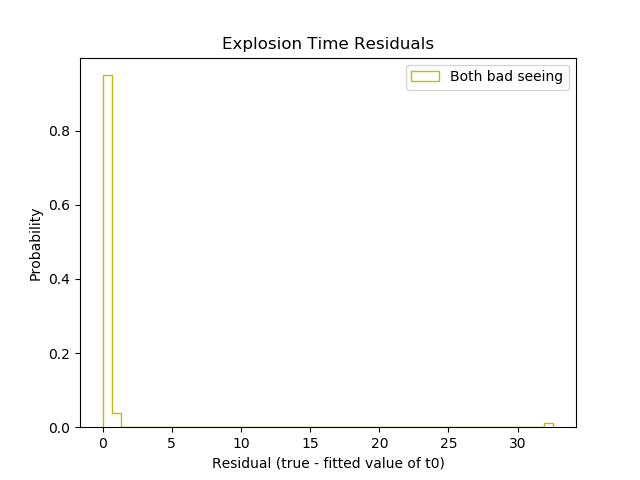 Explosion Time Residuals
Both bad seeing
Probability
0.8
0.6
0.4
0.2
0.0
0 5 10 15 20 25 30
Residual (true - fitted value of t0)